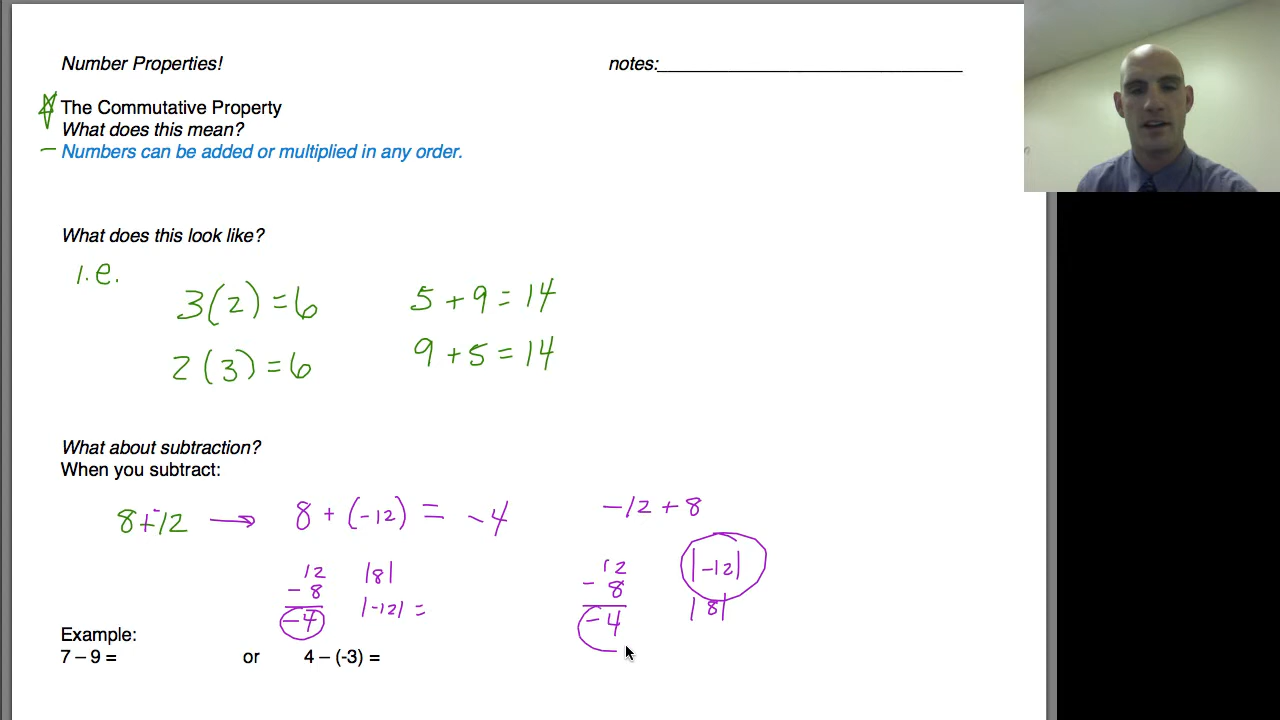 Number Properties! notes:____________________________
The Commutative Property
What does this mean?
– Numbers can be added or multiplied in any order.
What does this look like?
i.e.
3(2) = 6 5 + 9 = 14
2(3) = 6 9 + 5 = 14
What about subtraction?
When you subtract:
8 + -12 → 8 + (-12) = -4 -12 + 8
12 |8| 12 |-12|
- 8 |-12| = - 8 |8|
-4 -4
Example:
7 – 9 = or 4 – (-3) =